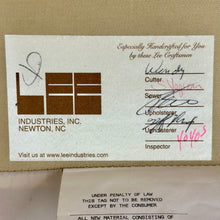 Especially Handcrafted for You
by these Lee Craftsmen
Cutter
Sewer
Upholsterer
Upholsterer
Inspector
LEE
INDUSTRIES, INC.
NEWTON, NC
Visit us at www.leeindustries.com
UNDER PENALTY OF LAW
THIS TAG NOT TO BE REMOVED
EXCEPT BY THE CONSUMER
ALL NEW MATERIAL CONSISTING OF